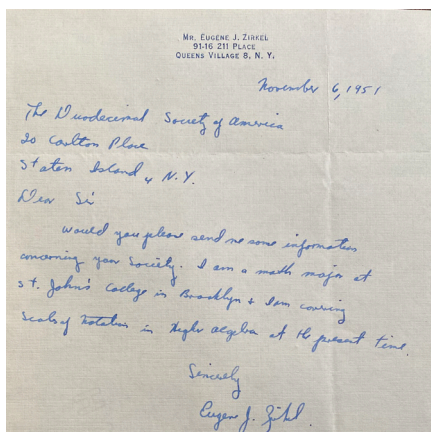 MR. EUGENE J. ZIRKEL
91-16 211 PLACE
QUEENS VILLAGE 8, N. Y.
November 6, 1951
The Duodecimal Society of America
20 Carlton Place
Staten Island 4, N.Y.
Dear Sir
Would you please send me some information
concerning your Society. I am a math major at
St. John's College in Brooklyn & I am covering
Scales of Notation in Higher algebra at the present time.
Sincerely
Eugene J. Zirkel.